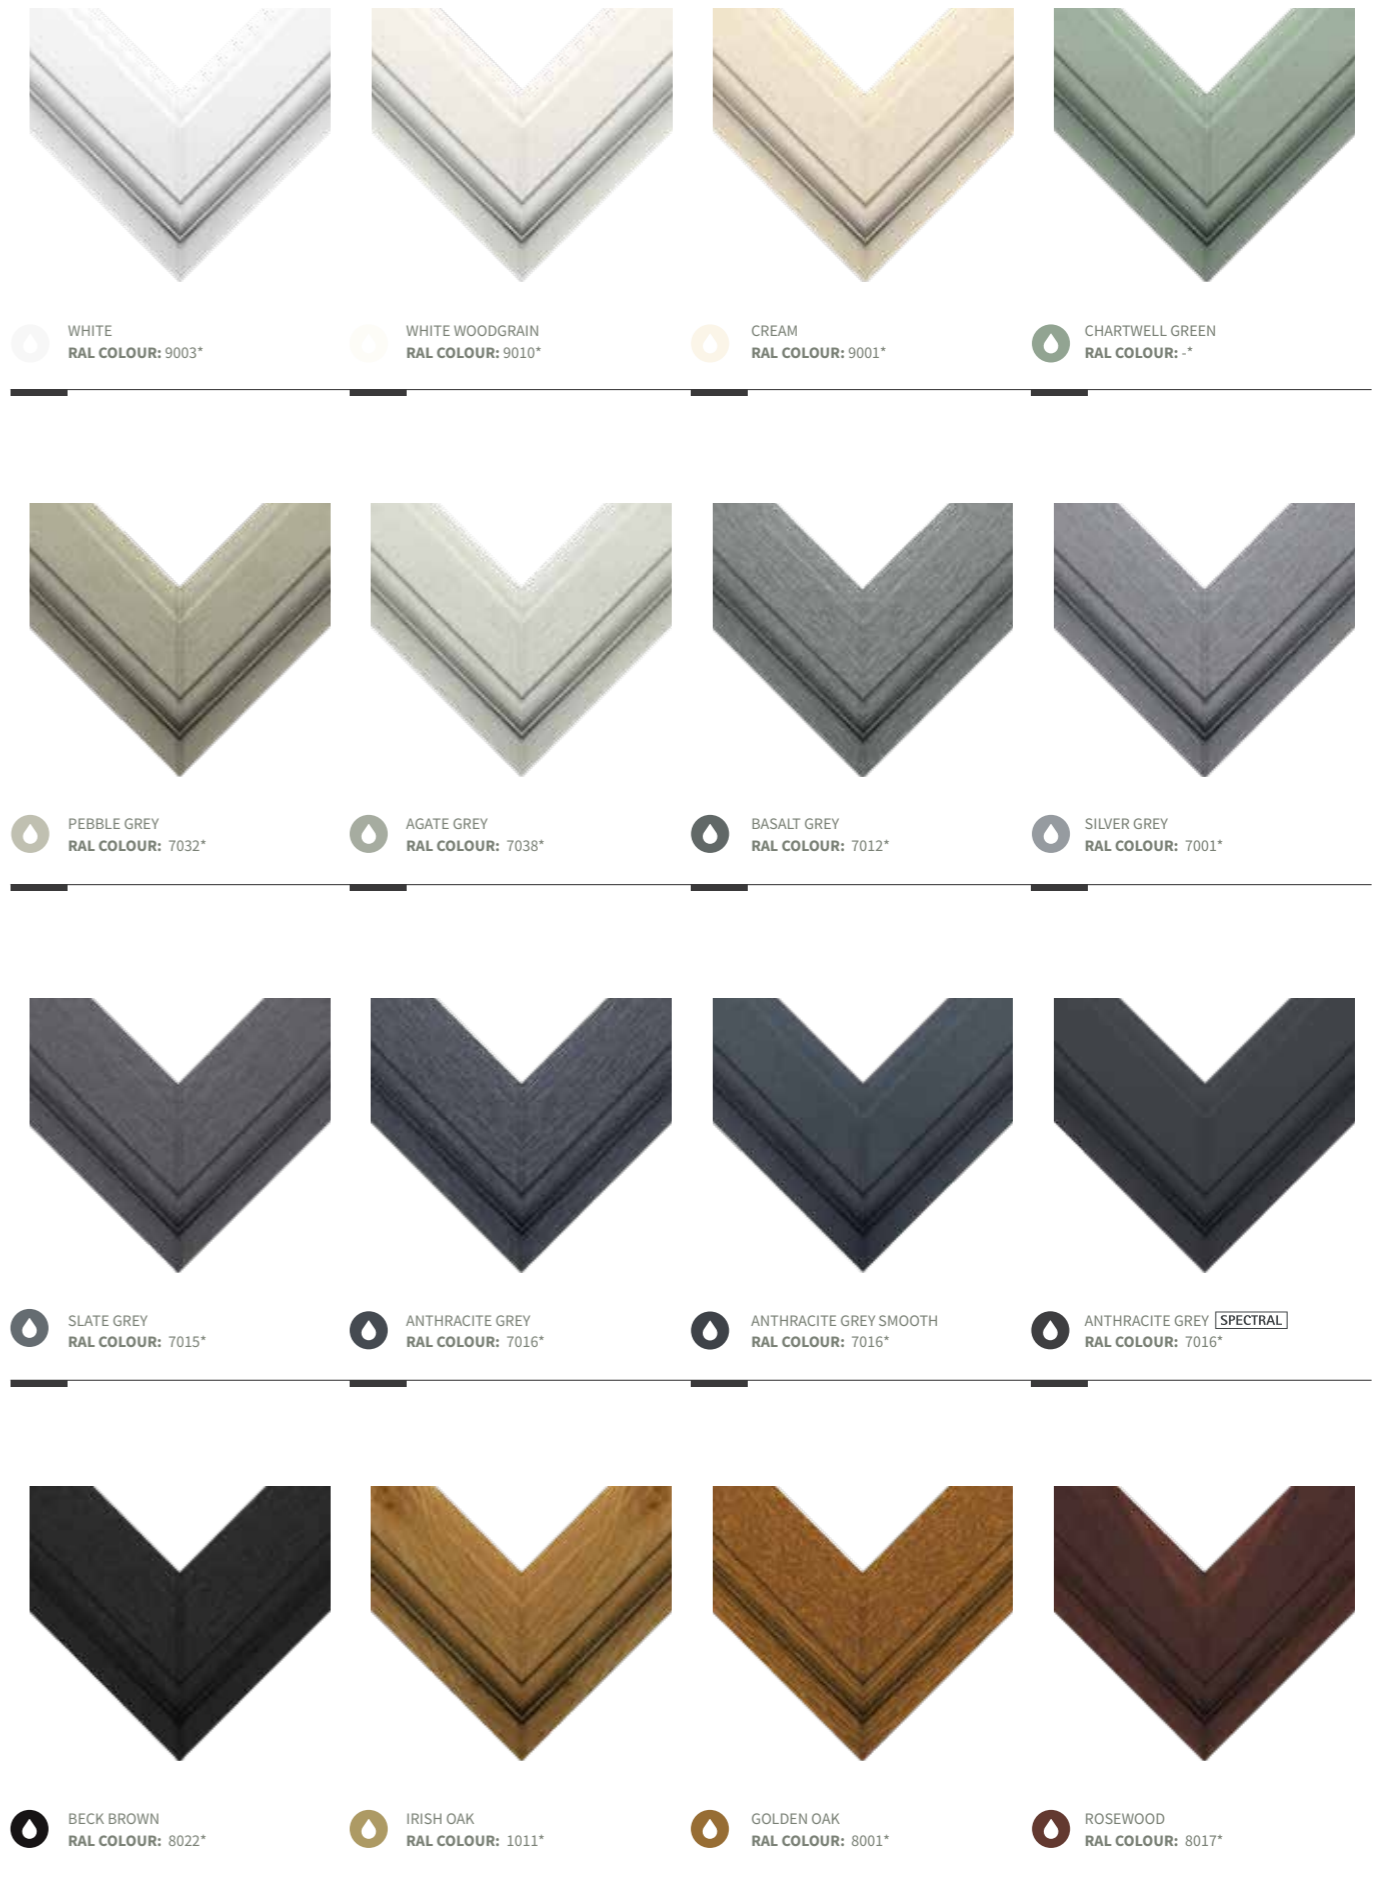 WHITE
RAL COLOUR: 9003*
WHITE WOODGRAIN
RAL COLOUR: 9010*
CREAM
RAL COLOUR: 9001*
CHARTWELL GREEN
RAL COLOUR: -*
PEBBLE GREY
RAL COLOUR: 7032*
AGATE GREY
RAL COLOUR: 7038*
BASALT GREY
RAL COLOUR: 7012*
SILVER GREY
RAL COLOUR: 7001*
SLATE GREY
RAL COLOUR: 7015*
ANTHRACITE GREY
RAL COLOUR: 7016*
ANTHRACITE GREY SMOOTH
RAL COLOUR: 7016*
ANTHRACITE GREY SPECTRAL
RAL COLOUR: 7016*
BECK BROWN
RAL COLOUR: 8022*
IRISH OAK
RAL COLOUR: 1011*
GOLDEN OAK
RAL COLOUR: 8001*
ROSEWOOD
RAL COLOUR: 8017*